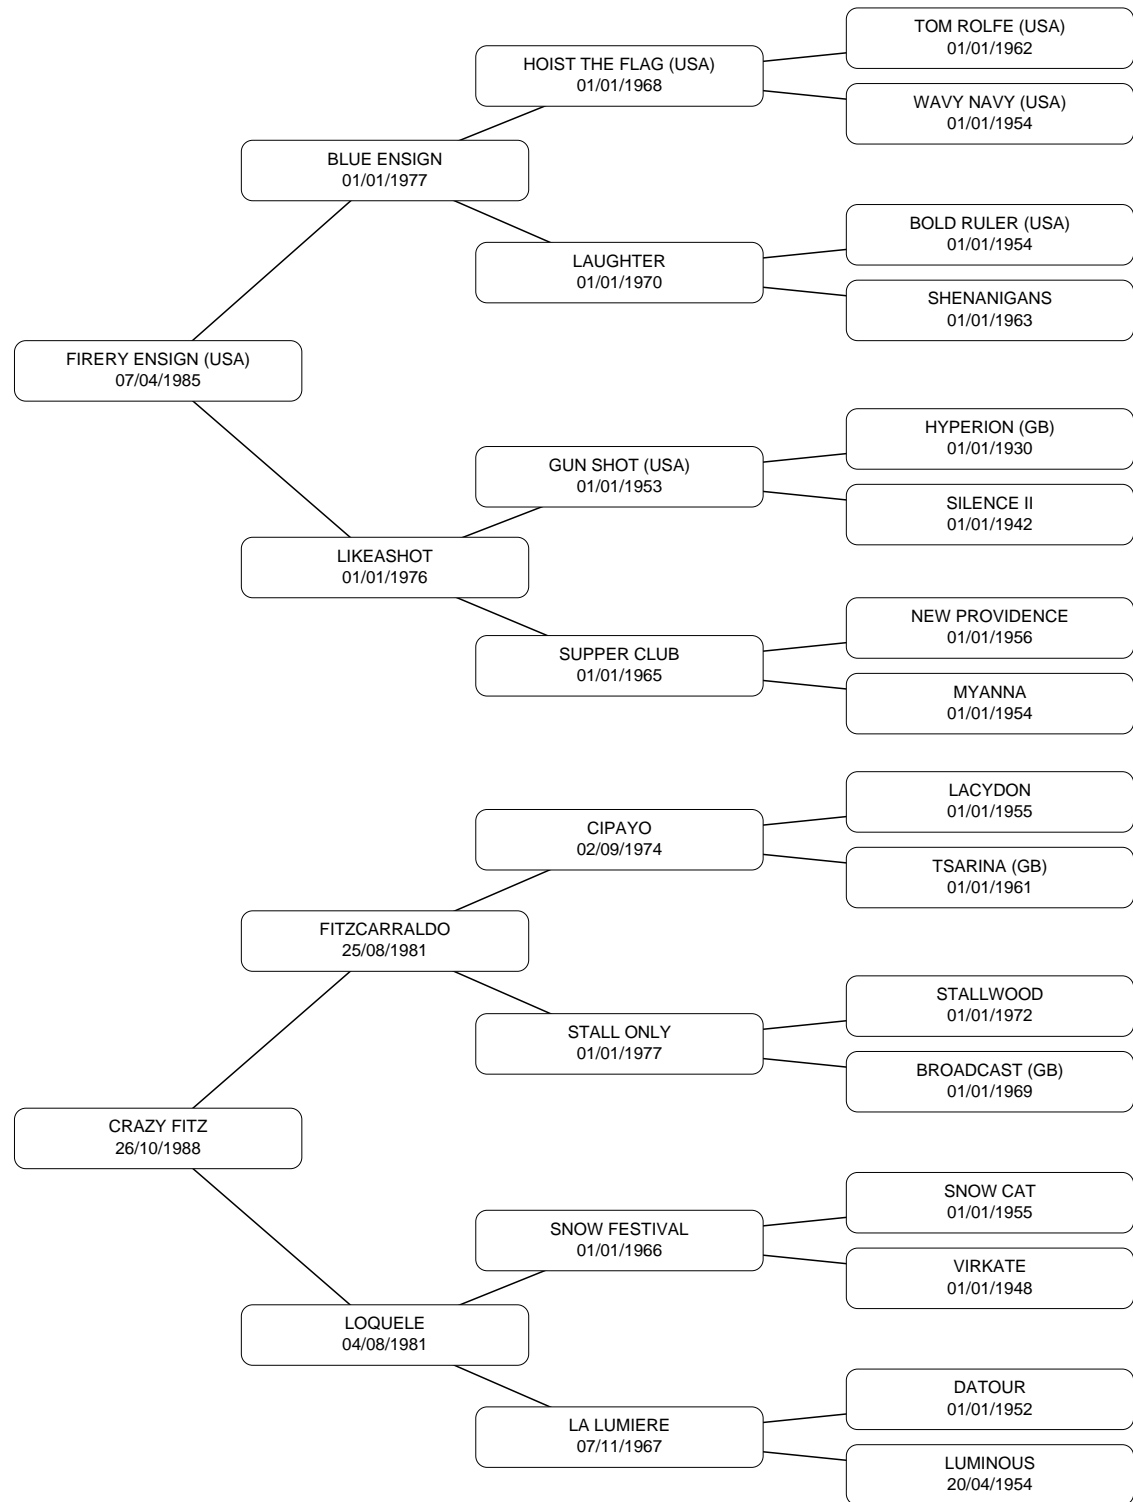 TOM ROLFE (USA)
01/01/1962
HOIST THE FLAG (USA)
01/01/1968
WAVY NAVY (USA)
01/01/1954
BLUE ENSIGN
01/01/1977
BOLD RULER (USA)
01/01/1954
LAUGHTER
01/01/1970
SHENANIGANS
01/01/1963
FIRERY ENSIGN (USA)
07/04/1985
HYPERION (GB)
01/01/1930
GUN SHOT (USA)
01/01/1953
SILENCE II
01/01/1942
LIKEASHOT
01/01/1976
NEW PROVIDENCE
01/01/1956
SUPPER CLUB
01/01/1965
MYANNA
01/01/1954
LACYDON
01/01/1955
CIPAYO
02/09/1974
TSARINA (GB)
01/01/1961
FITZCARRALDO
25/08/1981
STALLWOOD
01/01/1972
STALL ONLY
01/01/1977
BROADCAST (GB)
01/01/1969
CRAZY FITZ
26/10/1988
SNOW CAT
01/01/1955
SNOW FESTIVAL
01/01/1966
VIRKATE
01/01/1948
LOQUELE
04/08/1981
DATOUR
01/01/1952
LA LUMIERE
07/11/1967
LUMINOUS
20/04/1954